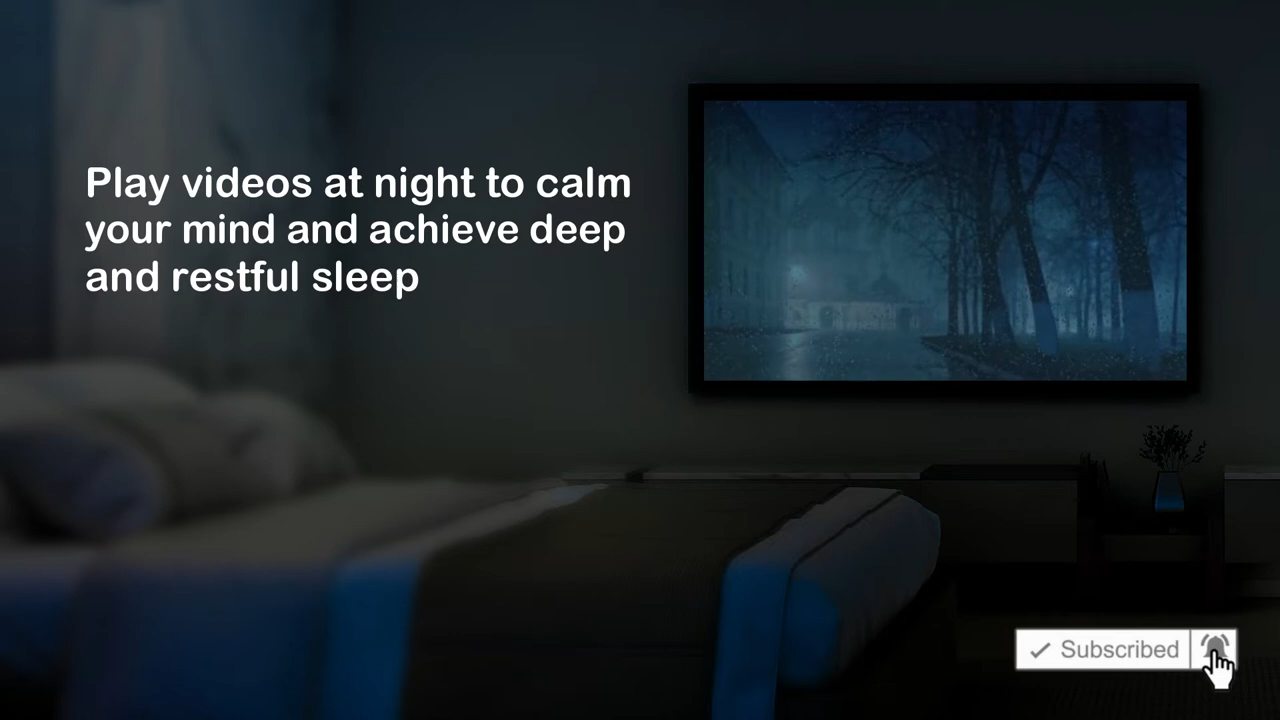 Play videos at night to calm
your mind and achieve deep
and restful sleep
Subscribed